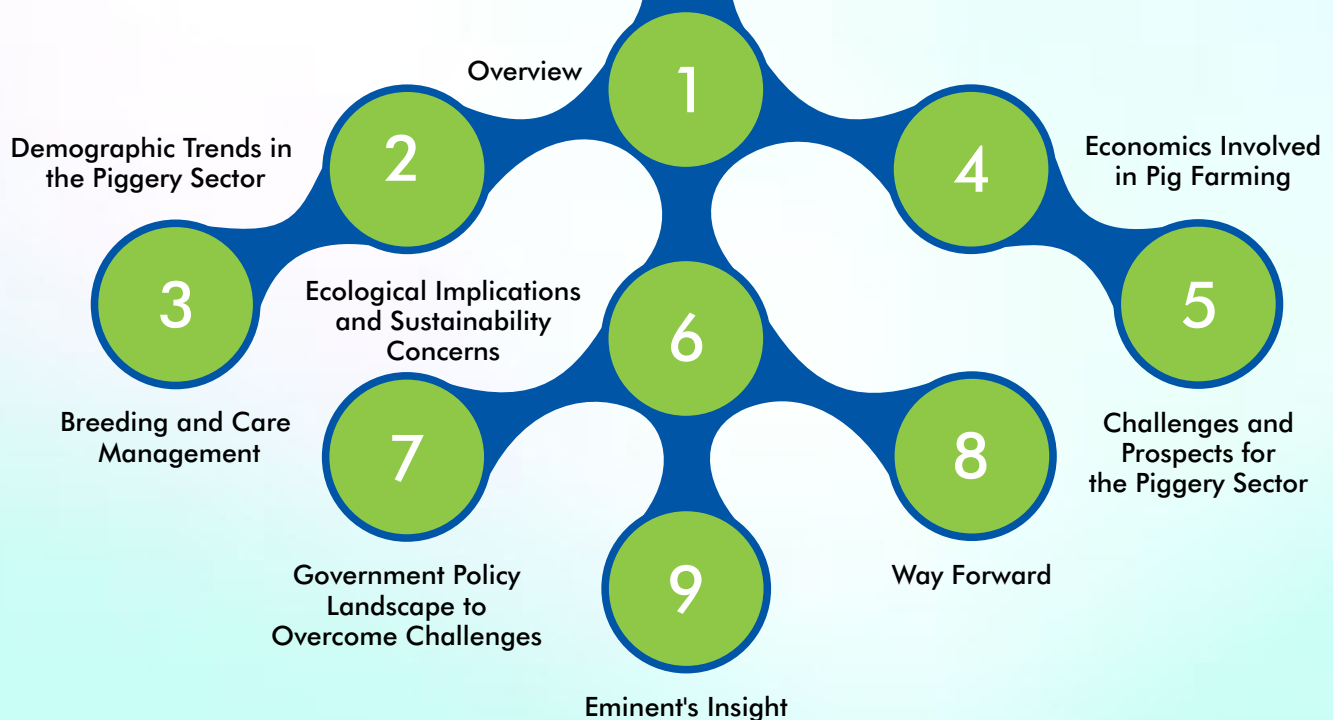 1
Overview
2
Demographic Trends in
the Piggery Sector
3
Breeding and Care
Management
4
Economics Involved
in Pig Farming
5
Challenges and
Prospects for
the Piggery Sector
6
Ecological Implications
and Sustainability
Concerns
7
Government Policy
Landscape to
Overcome Challenges
8
Way Forward
9
Eminent's Insight